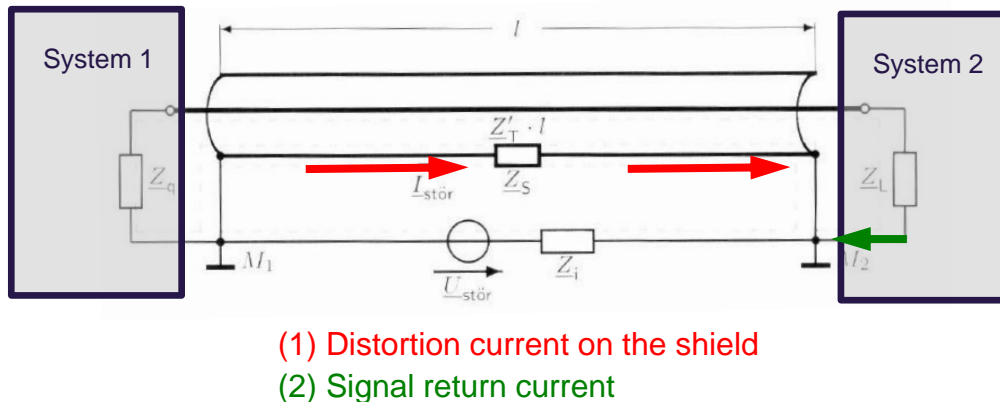 l
System 1
System 2
Z'T · l
Zq
Istör
ZS
ZL
M1
Ustör
Zi
M2
(1) Distortion current on the shield
(2) Signal return current